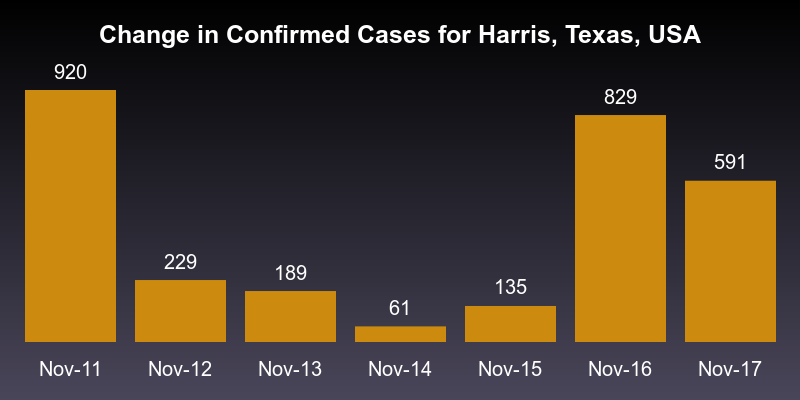 Change in Confirmed Cases for Harris, Texas, USA
920
229
189
61
135
829
591
Nov-11
Nov-12
Nov-13
Nov-14
Nov-15
Nov-16
Nov-17